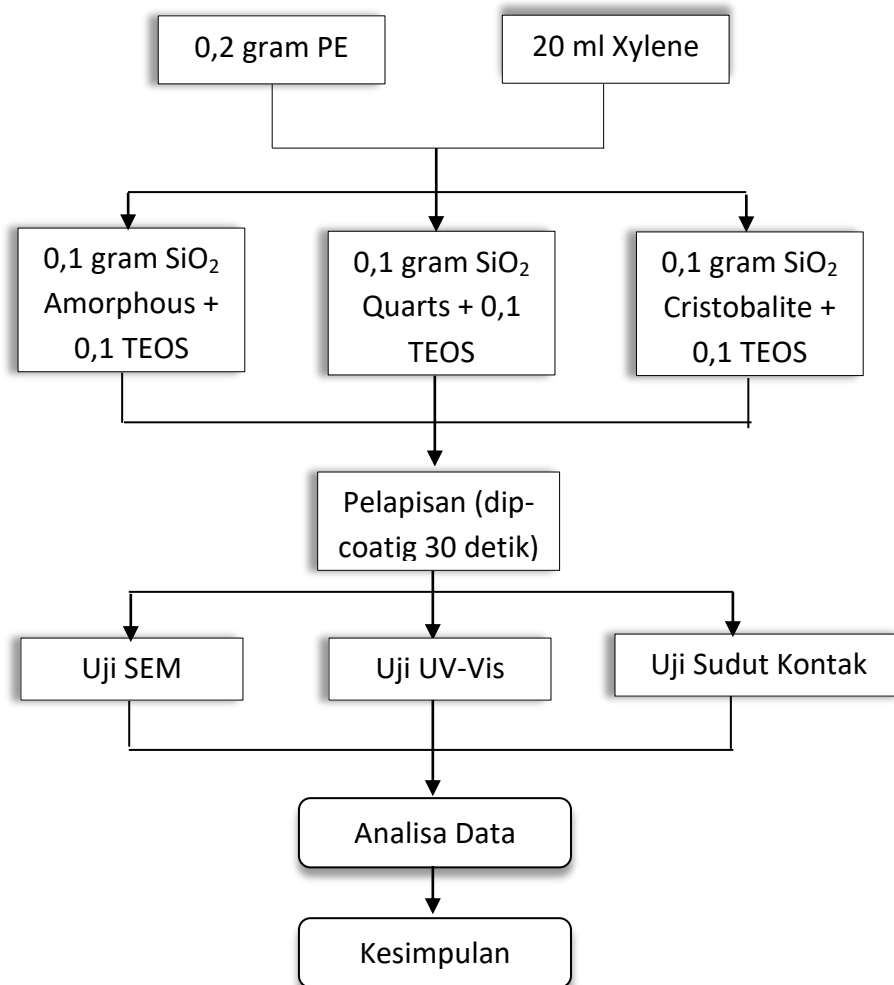 0,2 gram PE
20 ml Xylene
0,1 gram SiO₂
Amorphous +
0,1 TEOS
0,1 gram SiO₂
Quarts + 0,1
TEOS
0,1 gram SiO₂
Cristobalite +
0,1 TEOS
Pelapisan (dip-
coatig 30 detik)
Uji SEM
Uji UV-Vis
Uji Sudut Kontak
Analisa Data
Kesimpulan